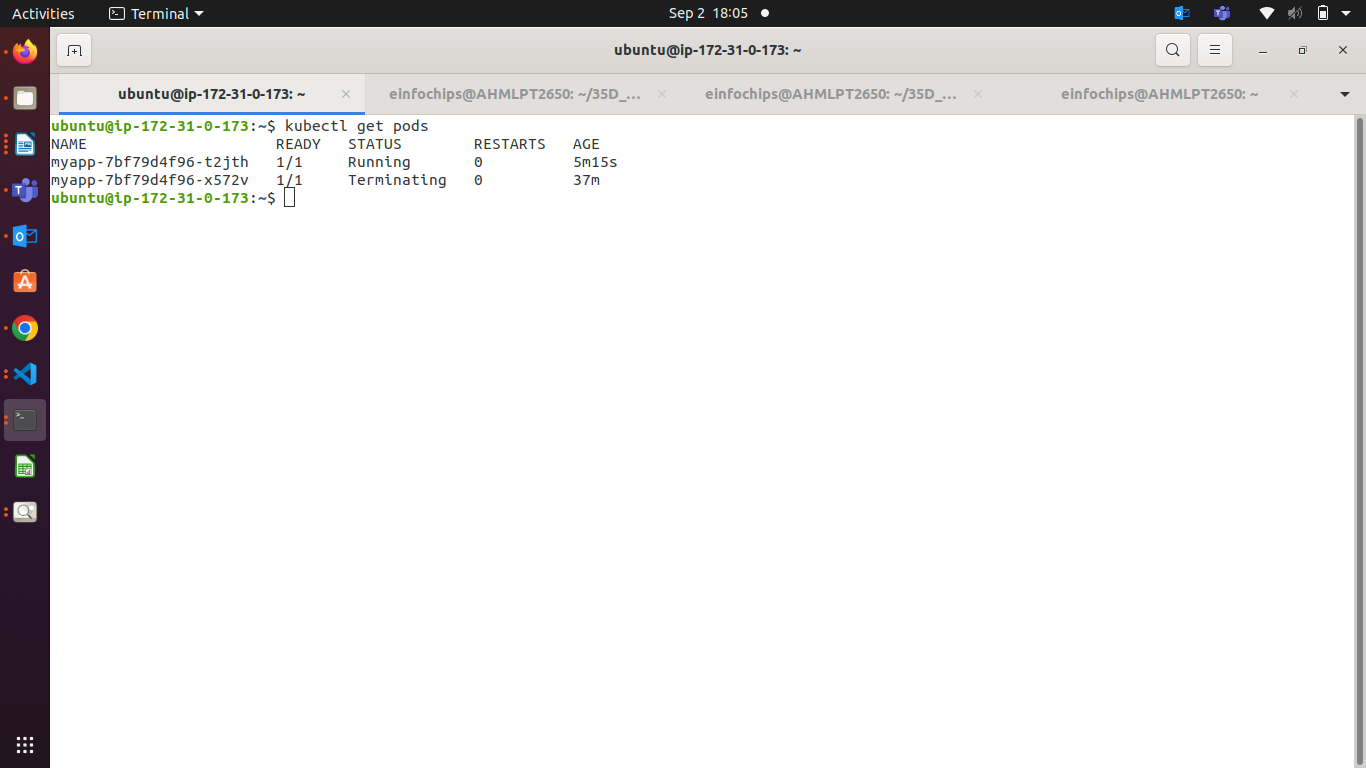 Activities Terminal Sep 2 18:05
ubuntu@ip-172-31-0-173: ~
ubuntu@ip-172-31-0-173: ~ einfochips@AHMLPT2650: ~/35D_... einfochips@AHMLPT2650: ~/35D_... einfochips@AHMLPT2650: ~
ubuntu@ip-172-31-0-173:~$ kubectl get pods
NAME READY STATUS RESTARTS AGE
myapp-7bf79d4f96-t2jth 1/1 Running 0 5m15s
myapp-7bf79d4f96-x572v 1/1 Terminating 0 37m
ubuntu@ip-172-31-0-173:~$